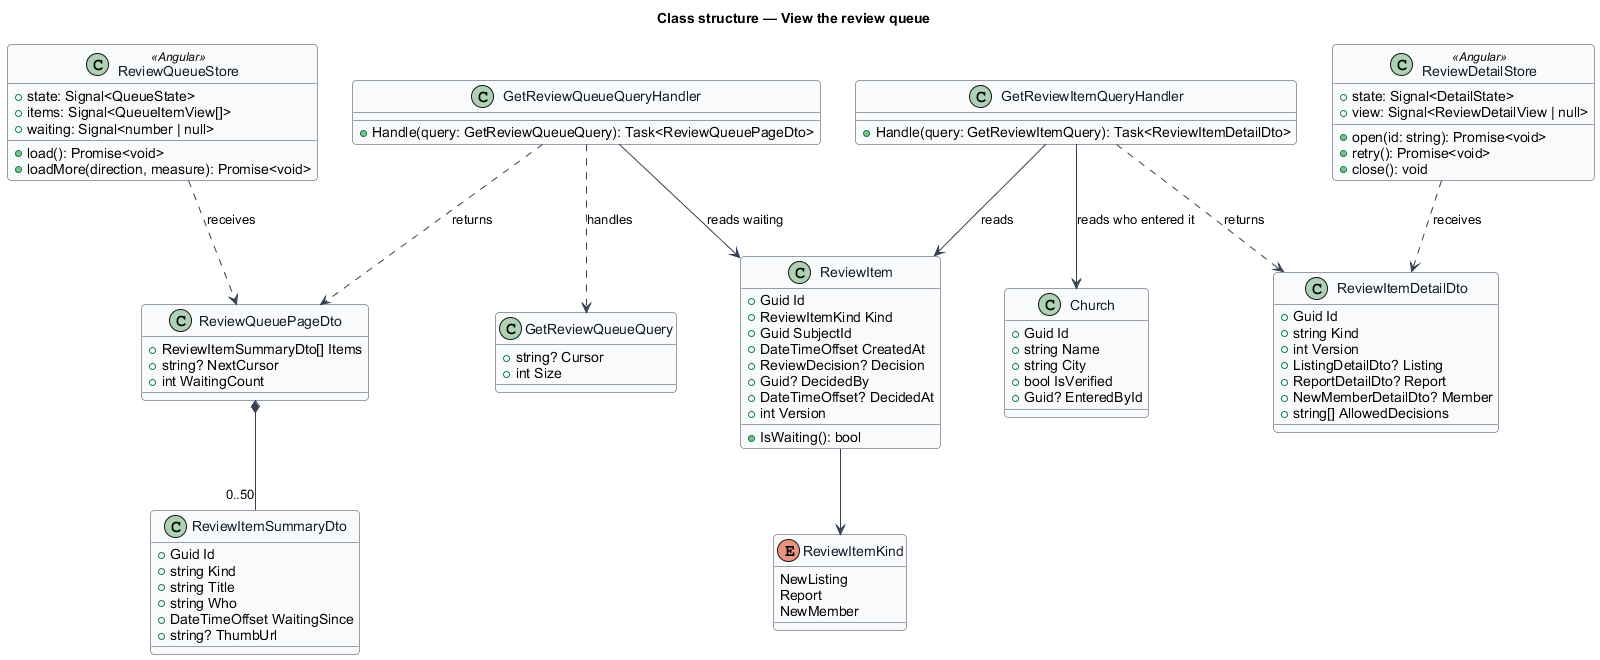 Class structure — View the review queue
«Angular»
ReviewQueueStore
state: Signal<QueueState>
items: Signal<QueueItemView[]>
waiting: Signal<number | null>
load(): Promise<void>
loadMore(direction, measure): Promise<void>
C
GetReviewQueueQueryHandler
Handle(query: GetReviewQueueQuery): Task<ReviewQueuePageDto>
C
GetReviewItemQueryHandler
Handle(query: GetReviewItemQuery): Task<ReviewItemDetailDto>
C
«Angular»
ReviewDetailStore
state: Signal<DetailState>
view: Signal<ReviewDetailView | null>
open(id: string): Promise<void>
retry(): Promise<void>
close(): void
C
receives
returns
handles
reads waiting
reads
reads who entered it
returns
receives
C
ReviewQueuePageDto
ReviewItemSummaryDto[] Items
string? NextCursor
int WaitingCount
C
GetReviewQueueQuery
string? Cursor
int Size
C
ReviewItem
Guid Id
ReviewItemKind Kind
Guid SubjectId
DateTimeOffset CreatedAt
ReviewDecision? Decision
Guid? DecidedBy
DateTimeOffset? DecidedAt
int Version
IsWaiting(): bool
C
Church
Guid Id
string Name
string City
bool IsVerified
Guid? EnteredById
C
ReviewItemDetailDto
Guid Id
string Kind
int Version
ListingDetailDto? Listing
ReportDetailDto? Report
NewMemberDetailDto? Member
string[] AllowedDecisions
0..50
C
ReviewItemSummaryDto
Guid Id
string Kind
string Title
string Who
DateTimeOffset WaitingSince
string? ThumbUrl
E
ReviewItemKind
NewListing
Report
NewMember